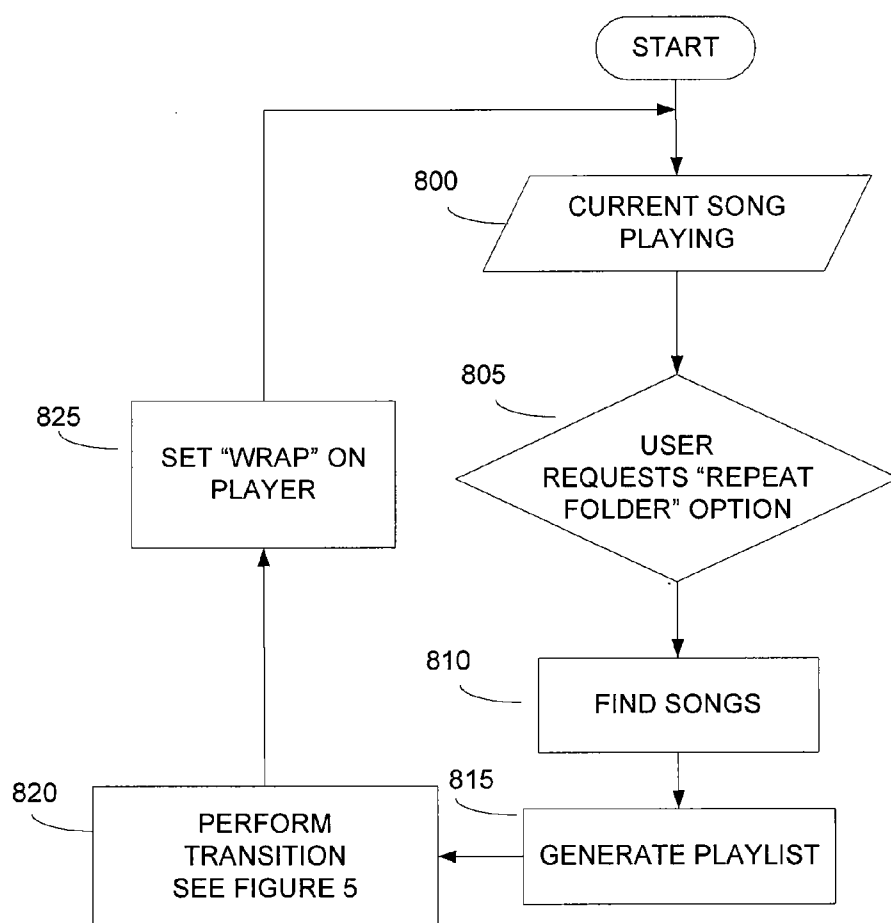 START
800
CURRENT SONG
PLAYING
805
USER
REQUESTS “REPEAT
FOLDER” OPTION
810
FIND SONGS
815
GENERATE PLAYLIST
820
PERFORM
TRANSITION
SEE FIGURE 5
825
SET “WRAP” ON
PLAYER